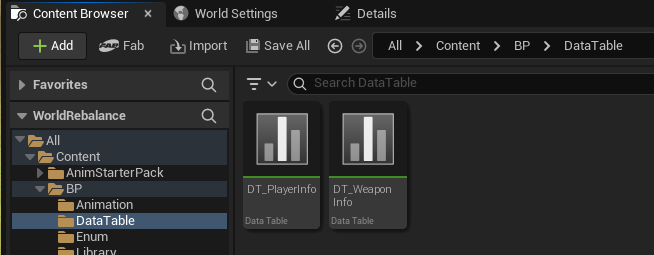 Content Browser
World Settings
Details
Add
Fab
Import
Save All
All > Content > BP > DataTable >
Favorites
Search DataTable
WorldRebalance
All
Content
AnimStarterPack
BP
Animation
DataTable
Enum
Library
DT_PlayerInfo
Data Table
DT_Weapon
Info
Data Table